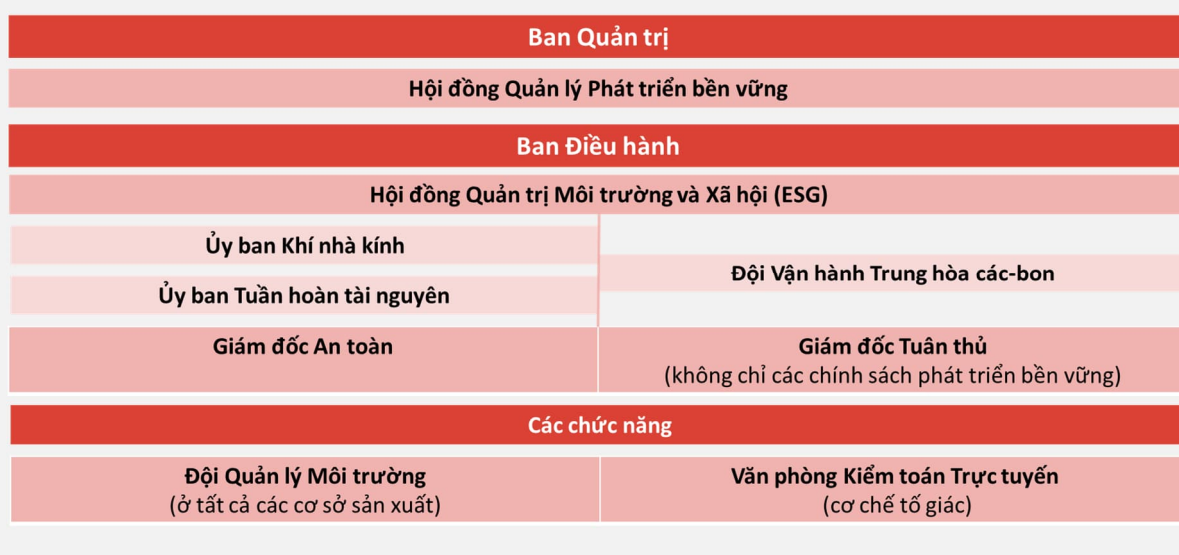 Ban Quản trị
Hội đồng Quản lý Phát triển bền vững
Ban Điều hành
Hội đồng Quản trị Môi trường và Xã hội (ESG)
Ủy ban Khí nhà kính
Đội Vận hành Trung hòa các-bon
Ủy ban Tuần hoàn tài nguyên
Giám đốc An toàn
Giám đốc Tuân thủ
(không chỉ các chính sách phát triển bền vững)
Các chức năng
Đội Quản lý Môi trường
(ở tất cả các cơ sở sản xuất)
Văn phòng Kiểm toán Trực tuyến
(cơ chế tố giác)